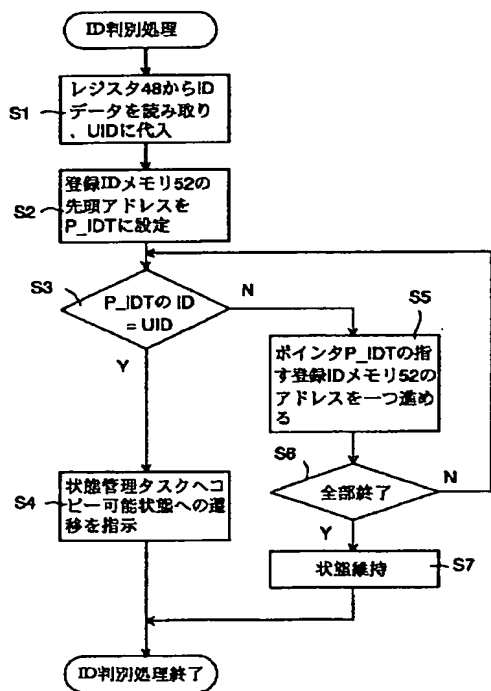 ID判別処理
S1
レジスタ48からID
データを読み取り
、UIDに代入
S2
登録IDメモリ52の
先頭アドレスを
P_IDTに設定
S3
P_IDTの ID
= UID
N
Y
S5
ポインタP_IDTの指
す登録IDメモリ52の
アドレスを一つ進め
る
S6
全部終了
N
Y
S4
状態管理タスクへコ
ピー可能状態への遷
移を指示
状態維持
S7
ID判別処理終了